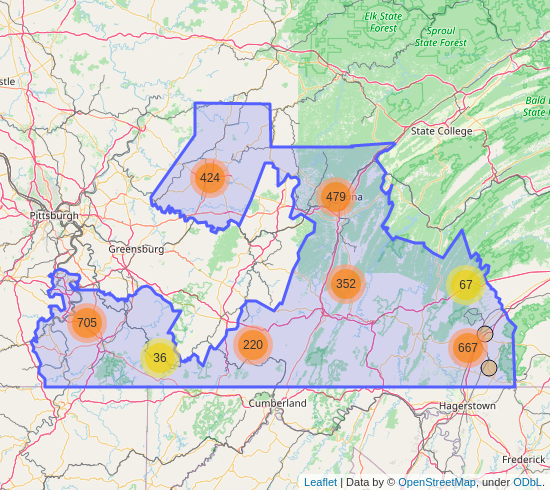 Elk State
Forest
Sproul
State Forest
stle
Bald E
State F
State College
424
479
na
Pittsburgh
Greensburg
352
67
705
36
220
667
Cumberland
Hagerstown
Frederick
Leaflet | Data by © OpenStreetMap, under ODbL.